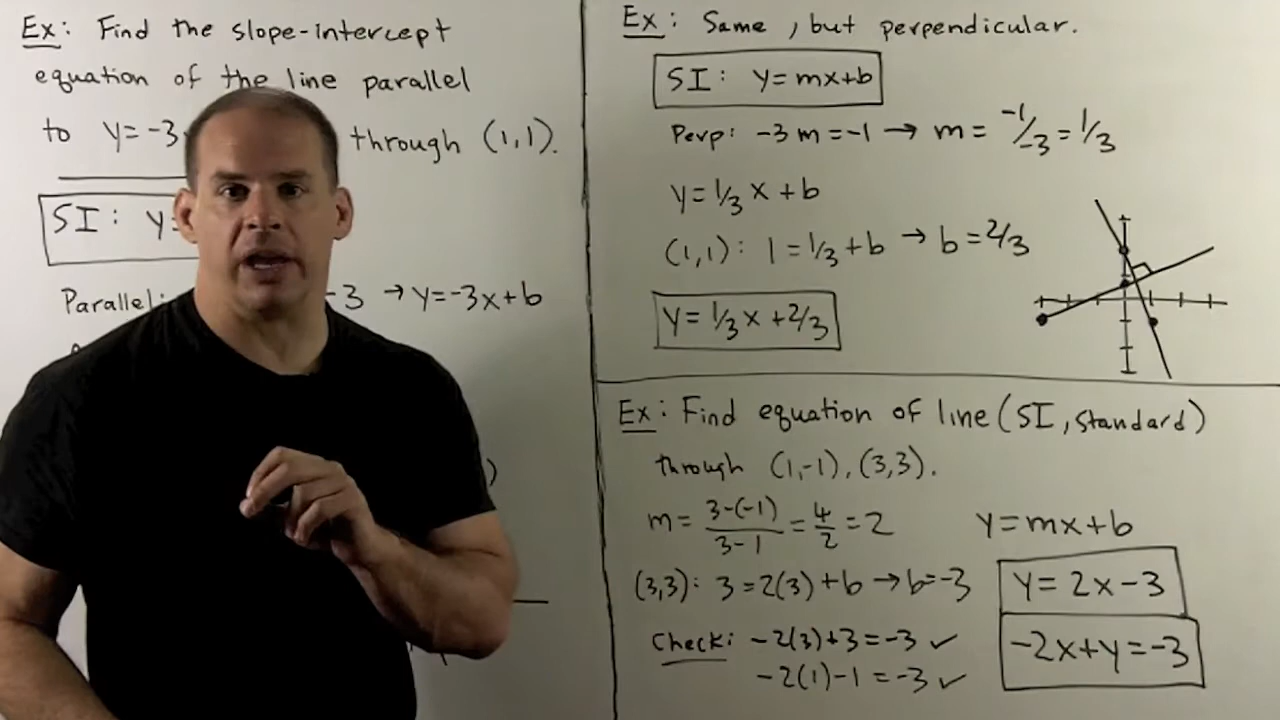 Ex: Find the slope-intercept
equation of the line parallel
to y=-3 through (1,1).
SI: y
Parallel: -3 → y=-3x+b
)
Ex: Same, but perpendicular.
SI: y=mx+b
Perp: -3m=-1 → m= -1/-3 = 1/3
y=1/3 x + b
(1,1): 1 = 1/3 + b → b = 2/3
y = 1/3 x + 2/3
Ex: Find equation of line (SI, standard)
through (1,-1), (3,3).
m = 3-(-1)/3-1 = 4/2 = 2
y=mx+b
(3,3): 3=2(3)+b → b=-3
y=2x-3
Check: -2(3)+3=-3 ✓
-2(1)-1=-3 ✓
-2x+y=-3